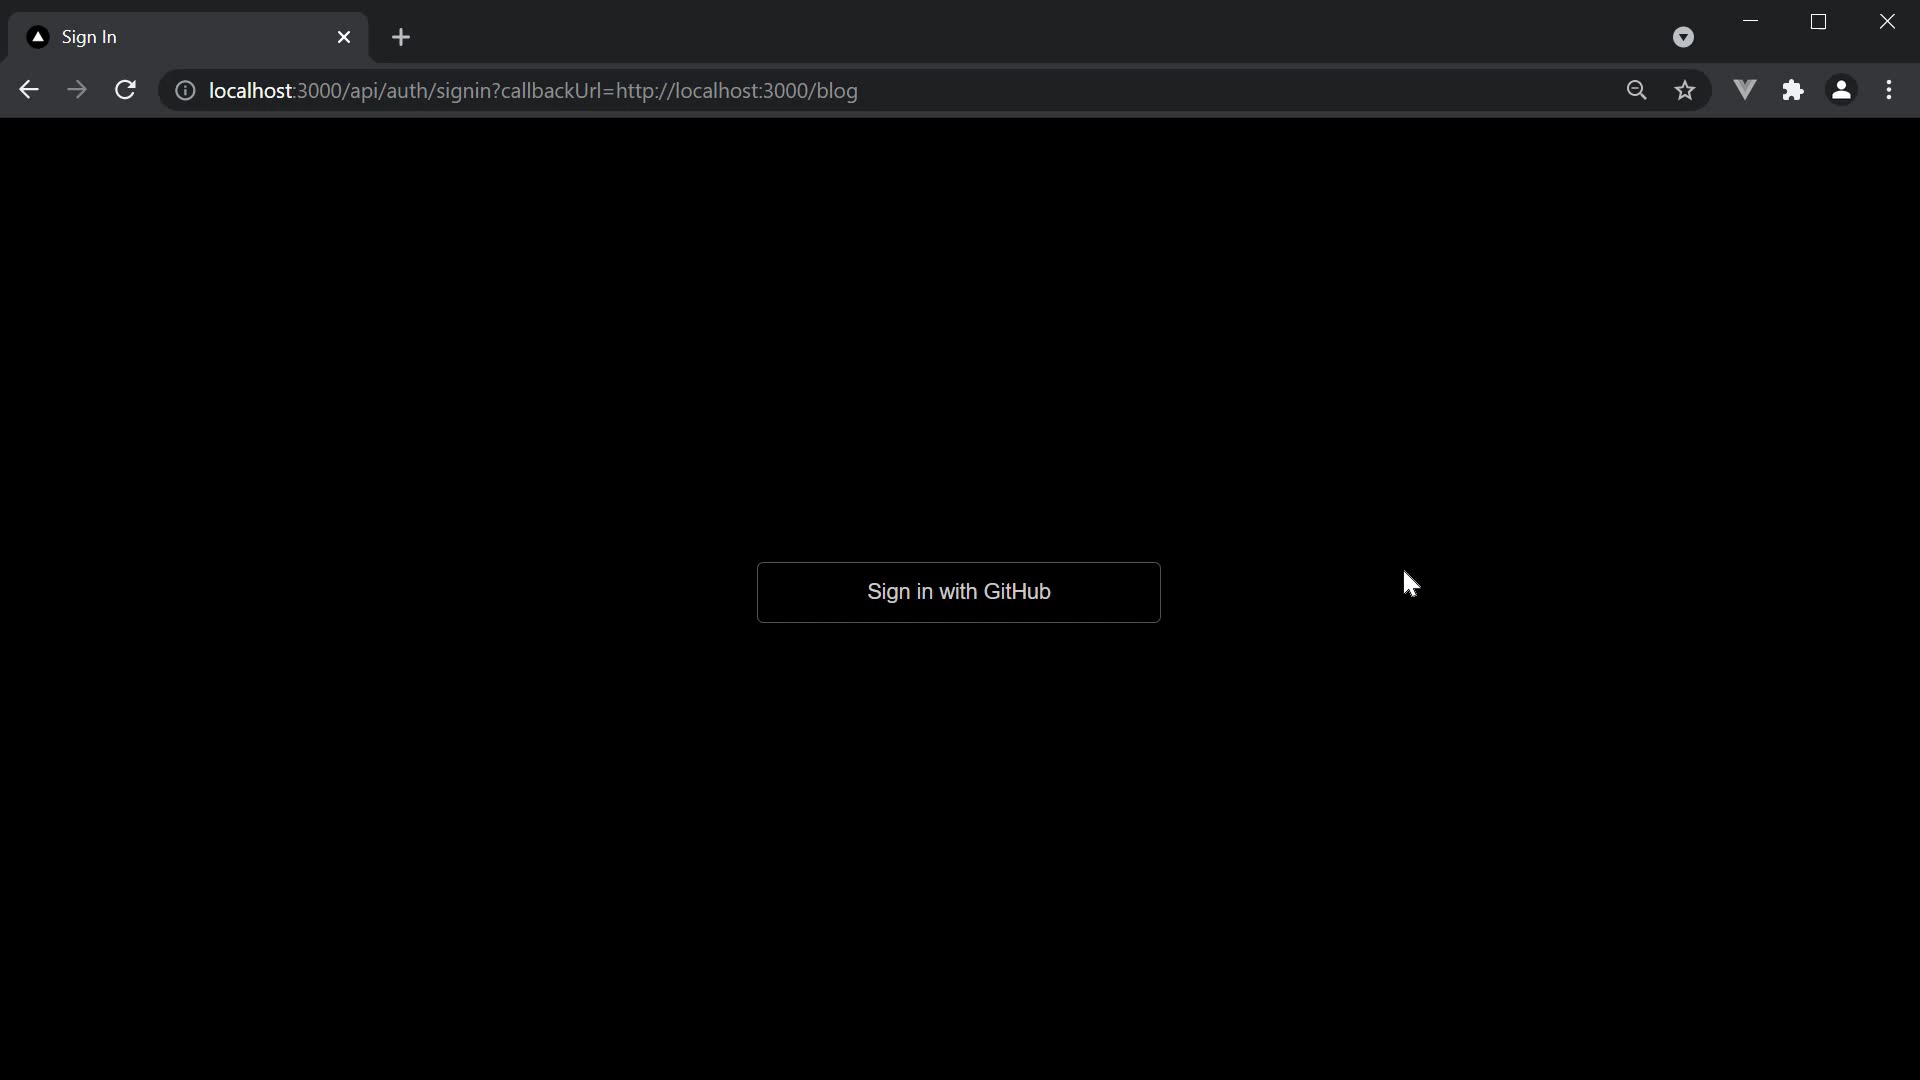 Sign In
localhost:3000/api/auth/signin?callbackUrl=http://localhost:3000/blog
Sign in with GitHub